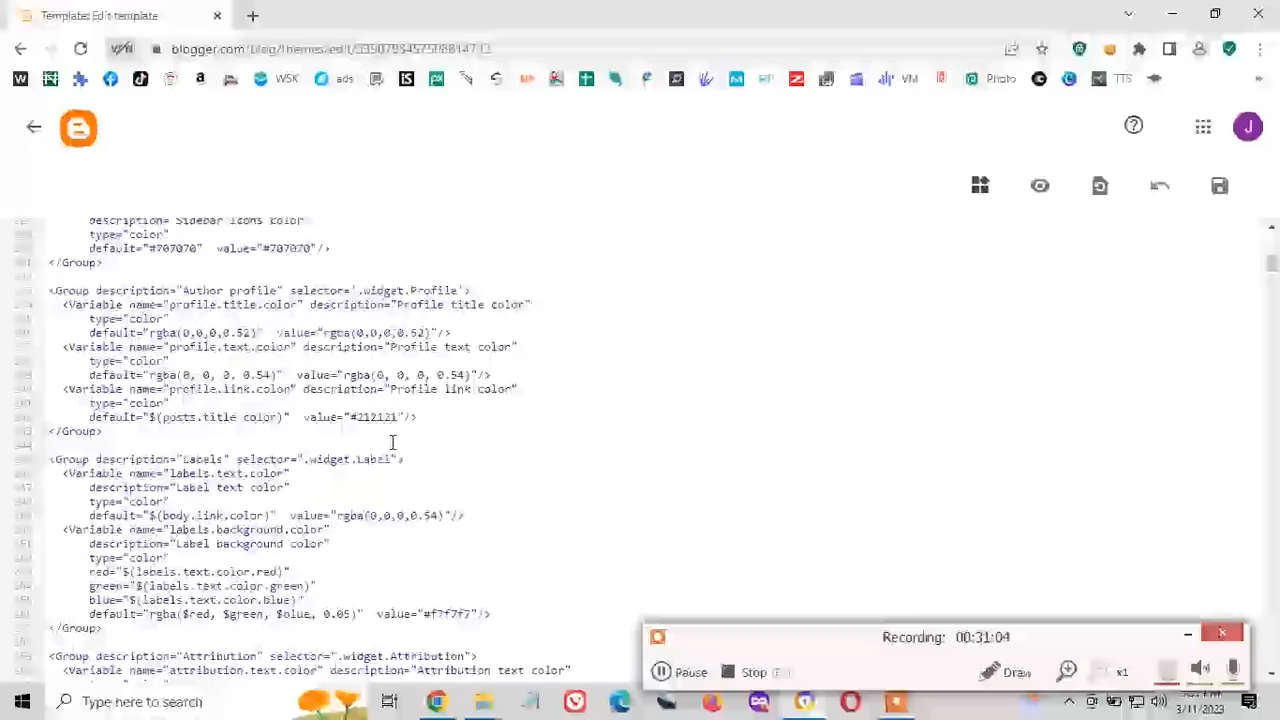 Templates Edit template
blogger.com/blog/themes/edit/
WSK
ads
VM
Photo
TTS
J
description="Sidebar icons color"
type="color"
default="#707070" value="#707070"/>
</Group>
<Group description="Author profile" selector=".widget.Profile">
<Variable name="profile.title.color" description="Profile title color"
type="color"
default="rgba(0,0,0,0.52)" value="rgba(0,0,0,0.52)"/>
<Variable name="profile.text.color" description="Profile text color"
type="color"
default="rgba(0, 0, 0, 0.54)" value="rgba(0, 0, 0, 0.54)"/>
<Variable name="profile.link.color" description="Profile link color"
type="color"
default="$(posts.title.color)" value="#212121"/>
</Group>
<Group description="Labels" selector=".widget.Label">
<Variable name="labels.text.color"
description="Label text color"
type="color"
default="$(body.link.color)" value="rgba(0,0,0,0.54)"/>
<Variable name="labels.background.color"
description="Label background color"
type="color"
red="$(labels.text.color.red)"
green="$(labels.text.color.green)"
blue="$(labels.text.color.blue)"
default="rgba($red, $green, $blue, 0.05)" value="#f7f7f7"/>
</Group>
<Group description="Attribution" selector=".widget.Attribution">
<Variable name="attribution.text.color" description="Attribution text color"
Recording: 00:31:04
Pause Stop Draw x1
Type here to search
3/11/2023